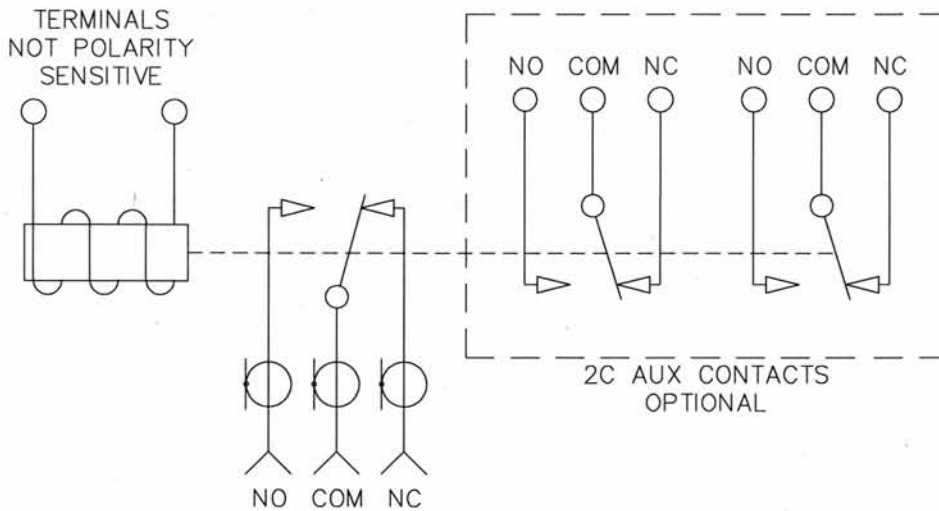 TERMINALS
NOT POLARITY
SENSITIVE
NO COM NC NO COM NC
2C AUX CONTACTS
OPTIONAL
NO COM NC